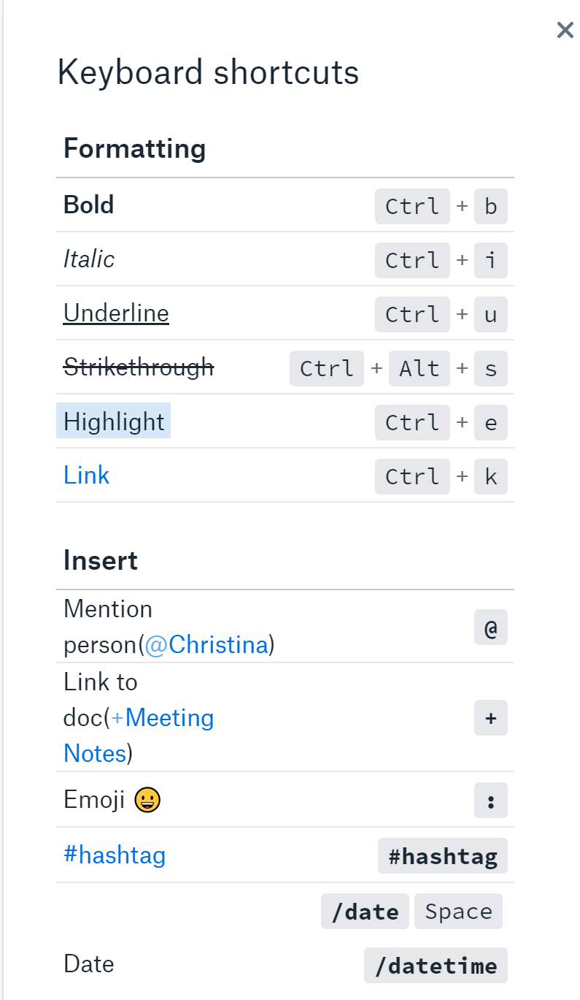 Keyboard shortcuts
Formatting
Bold Ctrl + b
Italic Ctrl + i
Underline Ctrl + u
Strikethrough Ctrl + Alt + s
Highlight Ctrl + e
Link Ctrl + k
Insert
Mention
person(@Christina) @
Link to
doc(+Meeting +
Notes)
Emoji 😀 :
#hashtag #hashtag
/date Space
Date /datetime